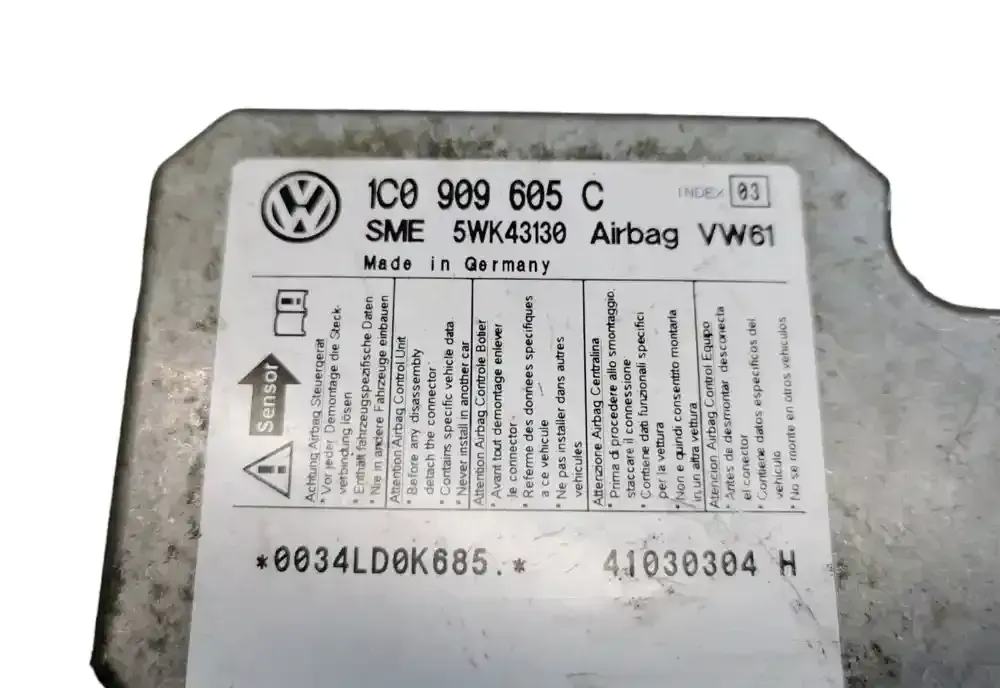 1C0 909 605 C
INDEX 03
SME 5WK43130 Airbag VW61
Made in Germany
Sensor
Achtung Airbag Steuergerät
* Vor jeder Demontage die Steck-
verbindung lösen
* Enthält fahrzeugspezifische Daten
* Nie in andere Fahrzeuge einbauen
Attention Airbag Control Unit
* Before any disassembly
detach the connector
* Contains specific vehicle data
* Never install in another car
Attention Airbag Controle Boîtier
* Avant tout demontage enlever
le connector
* Referme des données specifiques
a ce vehicule
* Ne pas installer dans autres
vehicules
Attenzione Airbag Centralina
* Prima di procedere allo smontaggio,
staccare il connessione
* Contiene dati funzionali specifici
per la vettura
* Non e quindi consentito montarla
in un altra vettura
Atencion Airbag Control Equipo
* Antes de desmontar desconecta
el conector
* Contiene datos especificos del
vehiculo
* No se monte en otros vehiculos
*0034LD0K685.* 41030304 H